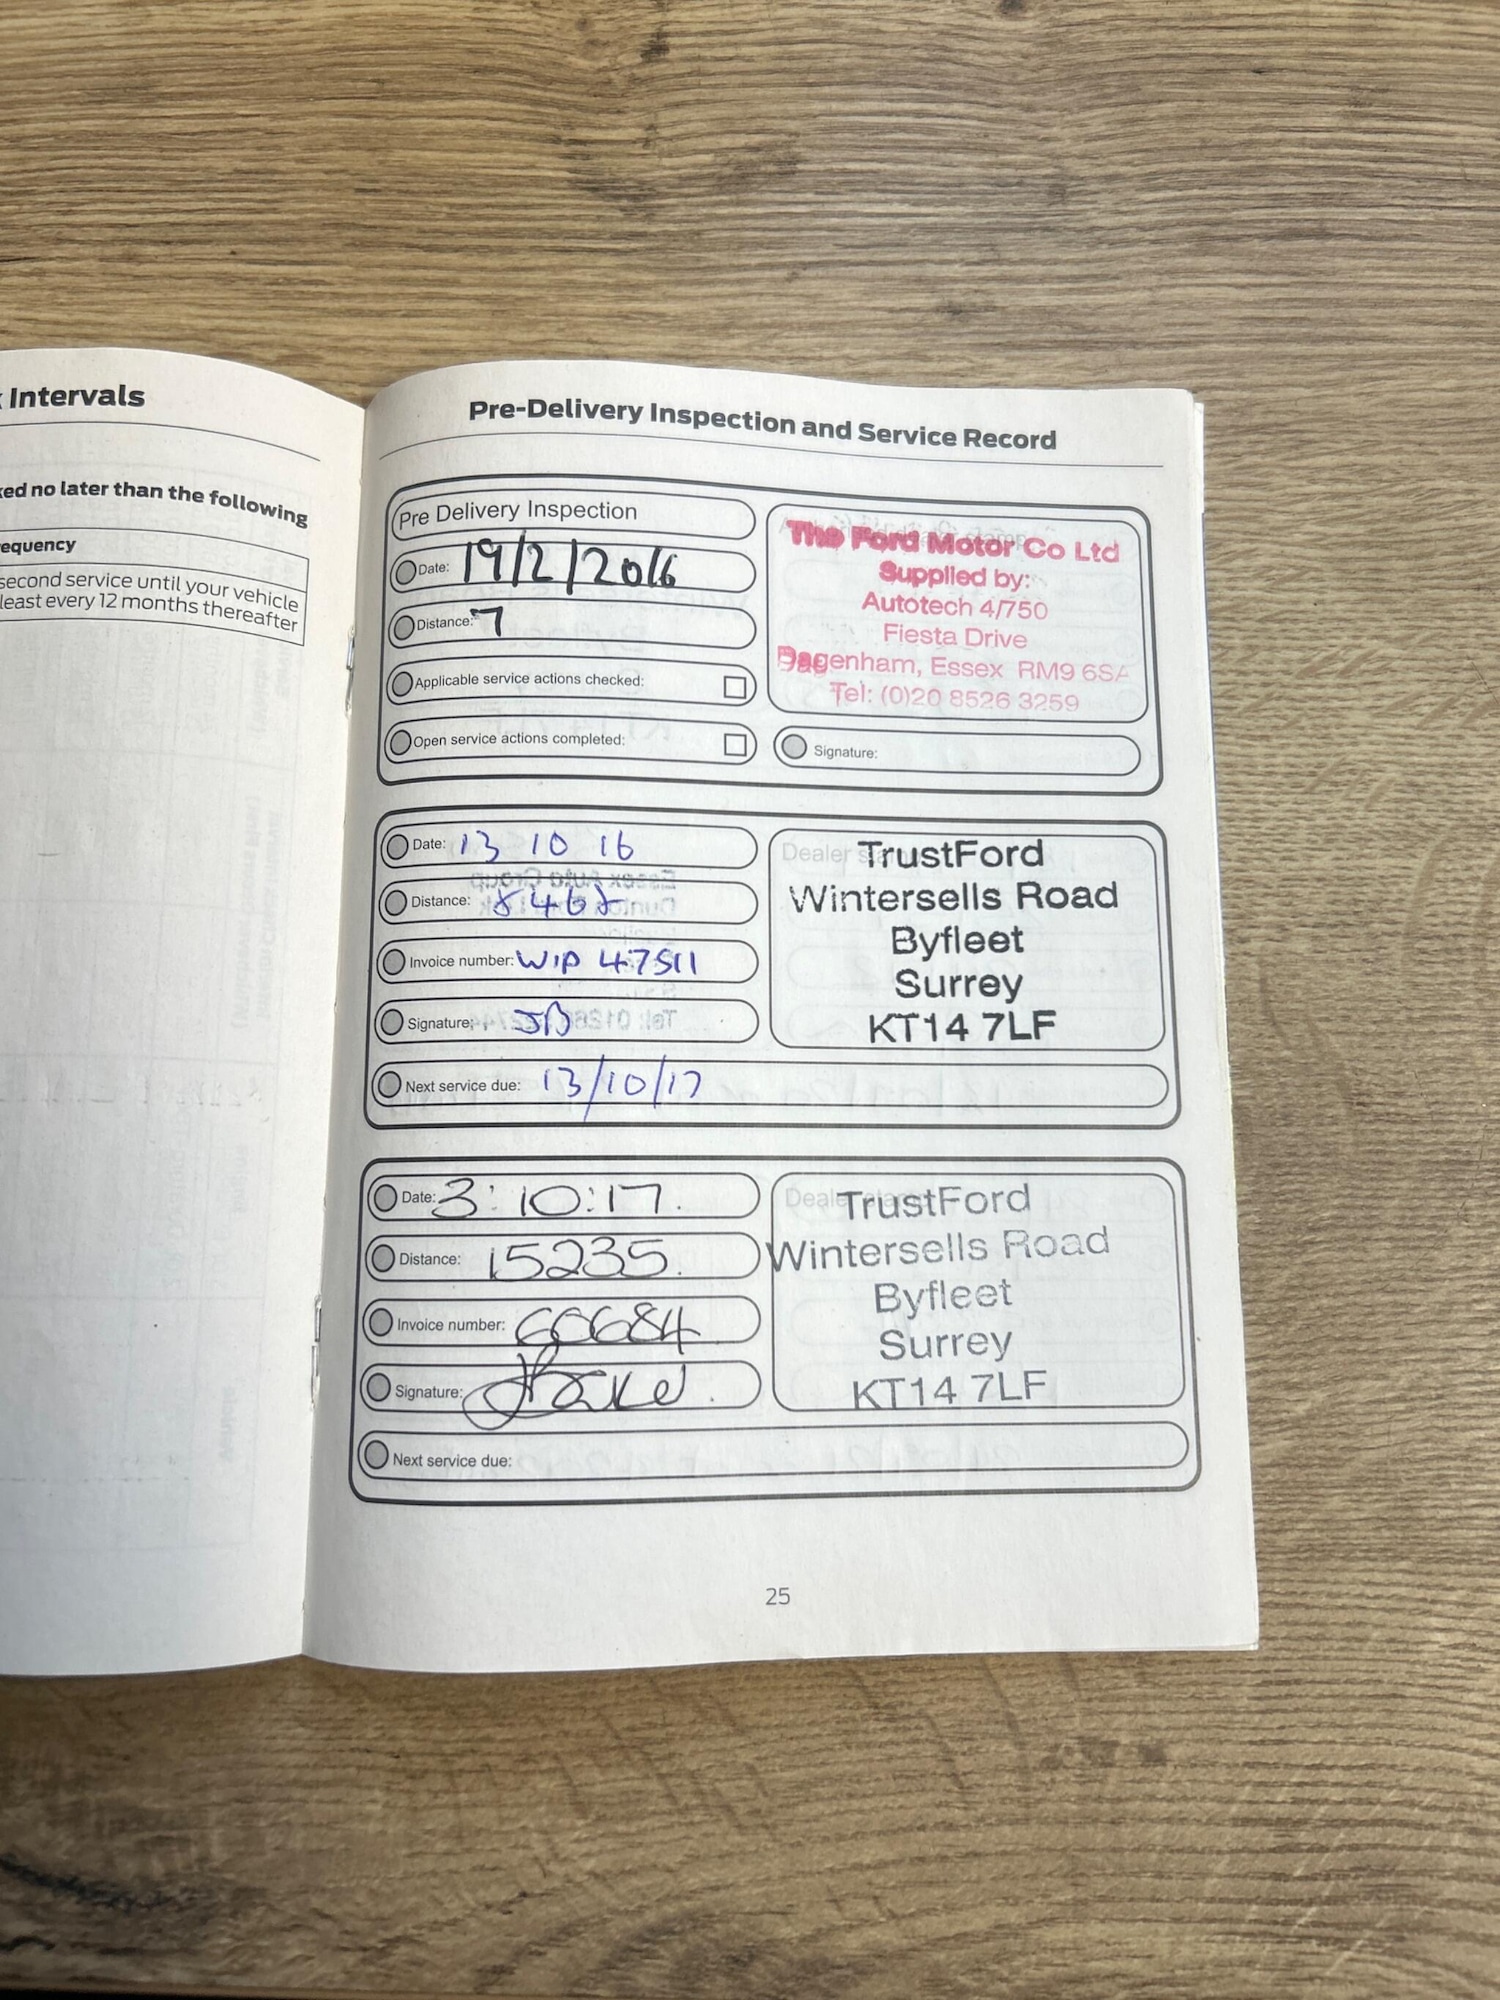 Intervals
ed no later than the following
equency
second service until your vehicle
least every 12 months thereafter
Pre-Delivery Inspection and Service Record
Pre Delivery Inspection
Date: 19/2/2016
Distance: 7
Applicable service actions checked:
Open service actions completed:
The Ford Motor Co Ltd
Supplied by:
Autotech 4/750
Fiesta Drive
Dagenham, Essex RM9 6SA
Tel: (0)20 8526 3259
Signature:
Date: 13 10 16
Distance:
Invoice number: WIP 47511
Signature: JB
Next service due: 13/10/17
Dealer
TrustFord
Wintersells Road
Byfleet
Surrey
KT14 7LF
Date: 3:10:17.
Distance: 15235.
Invoice number: 60684
Signature:
Next service due:
Dealer
TrustFord
Wintersells Road
Byfleet
Surrey
KT14 7LF
25